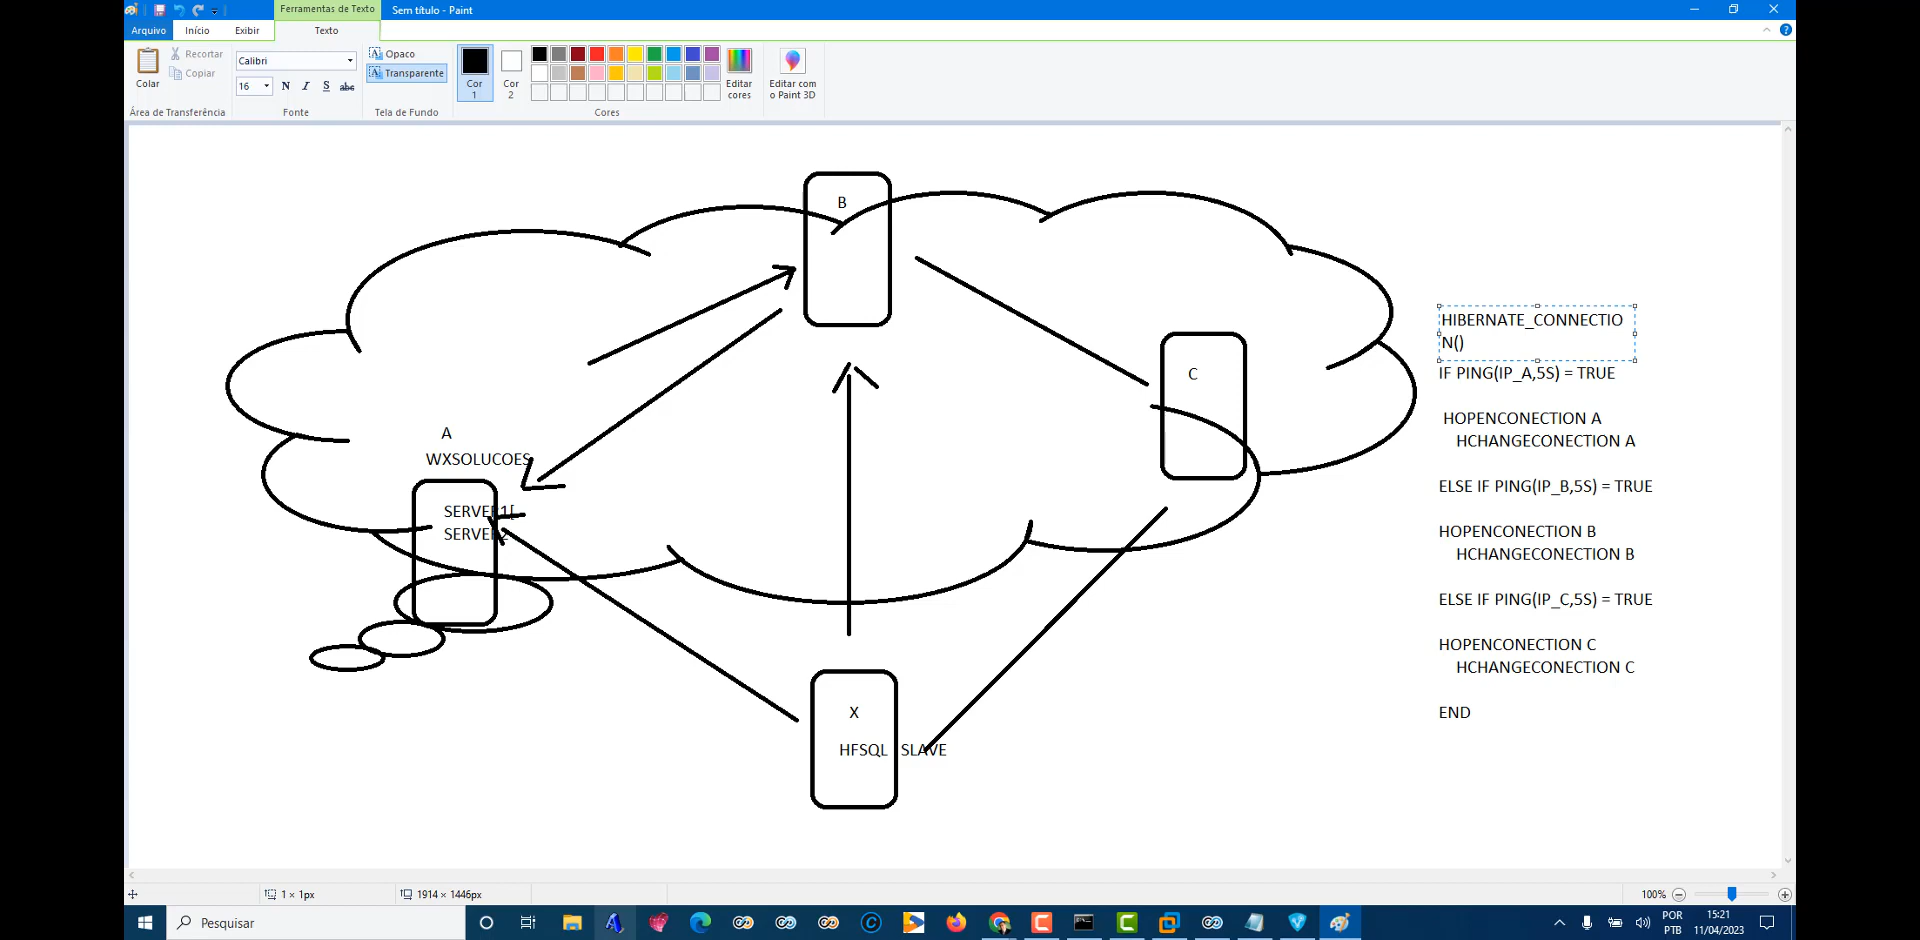 Ferramentas de Texto
Sem título - Paint
Arquivo
Início
Exibir
Texto
Colar
Recortar
Copiar
Área de Transferência
Calibri
16
N I S abc
Fonte
Opaco
Transparente
Tela de Fundo
Cor 1
Cor 2
Cores
Editar cores
Editar com o Paint 3D
B
C
A
WXSOLUCOES
SERVER1[
SERVER2
X
HFSQL SLAVE
HIBERNATE_CONNECTIO
N()
IF PING(IP_A,5S) = TRUE
HOPENCONECTION A
HCHANGECONECTION A
ELSE IF PING(IP_B,5S) = TRUE
HOPENCONECTION B
HCHANGECONECTION B
ELSE IF PING(IP_C,5S) = TRUE
HOPENCONECTION C
HCHANGECONECTION C
END
1 × 1px
1914 × 1446px
100%
Pesquisar
POR
PTB
15:21
11/04/2023